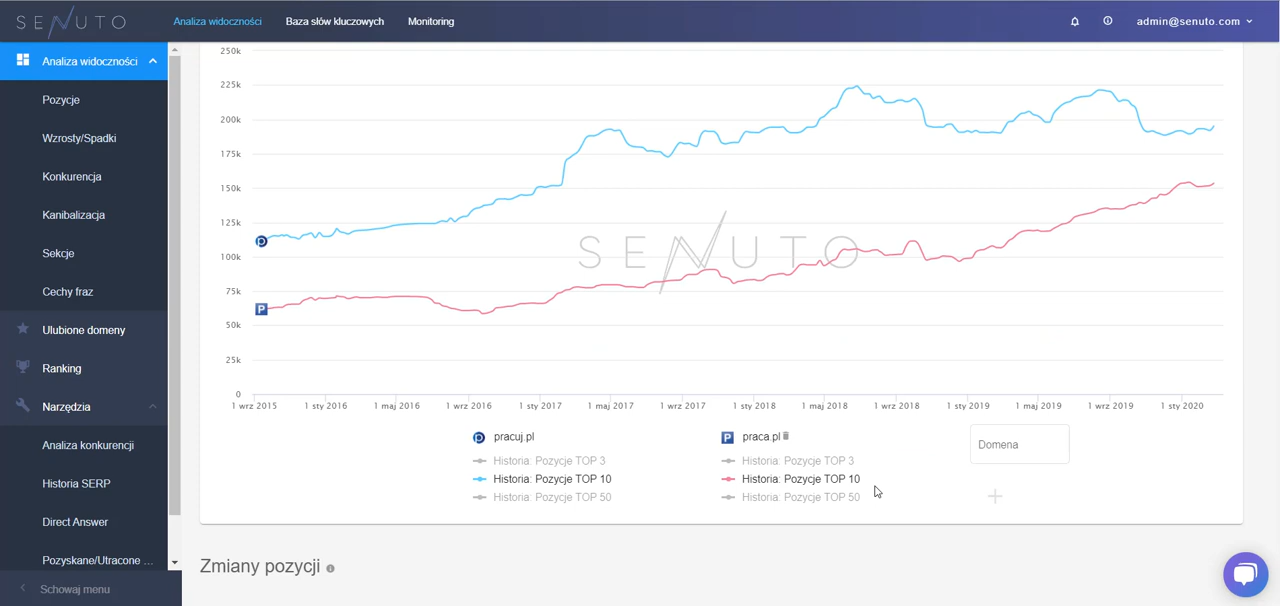 SENUTO
Analiza widoczności
Baza słów kluczowych
Monitoring
admin@senuto.com
Analiza widoczności
Pozycje
Wzrosty/Spadki
Konkurencja
Kanibalizacja
Sekcje
Cechy fraz
Ulubione domeny
Ranking
Narzędzia
Analiza konkurencji
Historia SERP
Direct Answer
Pozyskane/Utracone ...
Schowaj menu
250k
225k
200k
175k
150k
125k
100k
75k
50k
25k
0
SENUTO
1 wrz 2015
1 sty 2016
1 maj 2016
1 wrz 2016
1 sty 2017
1 maj 2017
1 wrz 2017
1 sty 2018
1 maj 2018
1 wrz 2018
1 sty 2019
1 maj 2019
1 wrz 2019
1 sty 2020
pracuj.pl
Historia: Pozycje TOP 3
Historia: Pozycje TOP 10
Historia: Pozycje TOP 50
praca.pl
Historia: Pozycje TOP 3
Historia: Pozycje TOP 10
Historia: Pozycje TOP 50
Domena
Zmiany pozycji